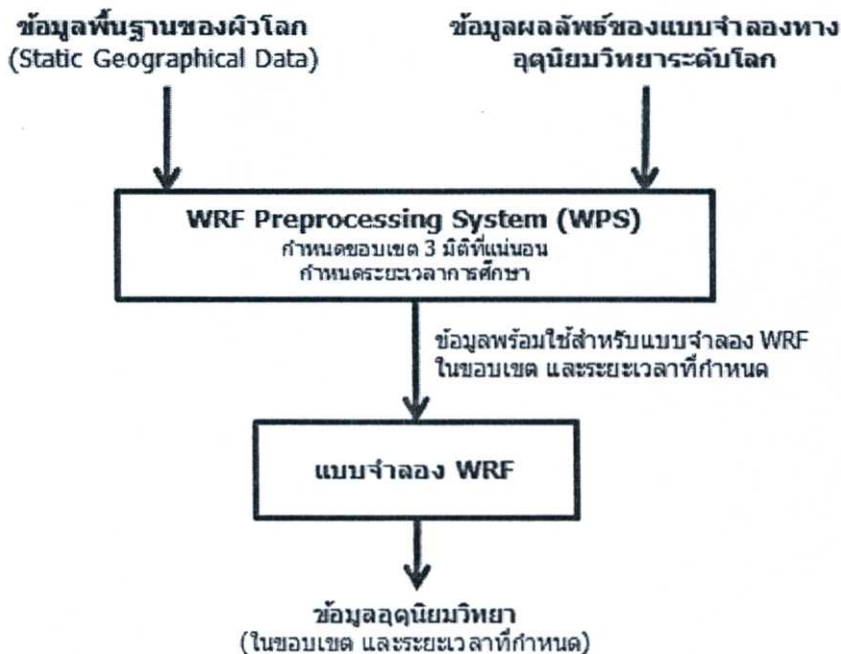 ข้อมูลพื้นฐานของผิวโลก
(Static Geographical Data)
ข้อมูลผลลัพธ์ของแบบจำลองทาง
อุตุนิยมวิทยาระดับโลก
WRF Preprocessing System (WPS)
กำหนดขอบเขต 3 มิติที่แน่นอน
กำหนดระยะเวลาการศึกษา
ข้อมูลพร้อมใช้สำหรับแบบจำลอง WRF
ในขอบเขต และระยะเวลาที่กำหนด
แบบจำลอง WRF
ข้อมูลอุตุนิยมวิทยา
(ในขอบเขต และระยะเวลาที่กำหนด)